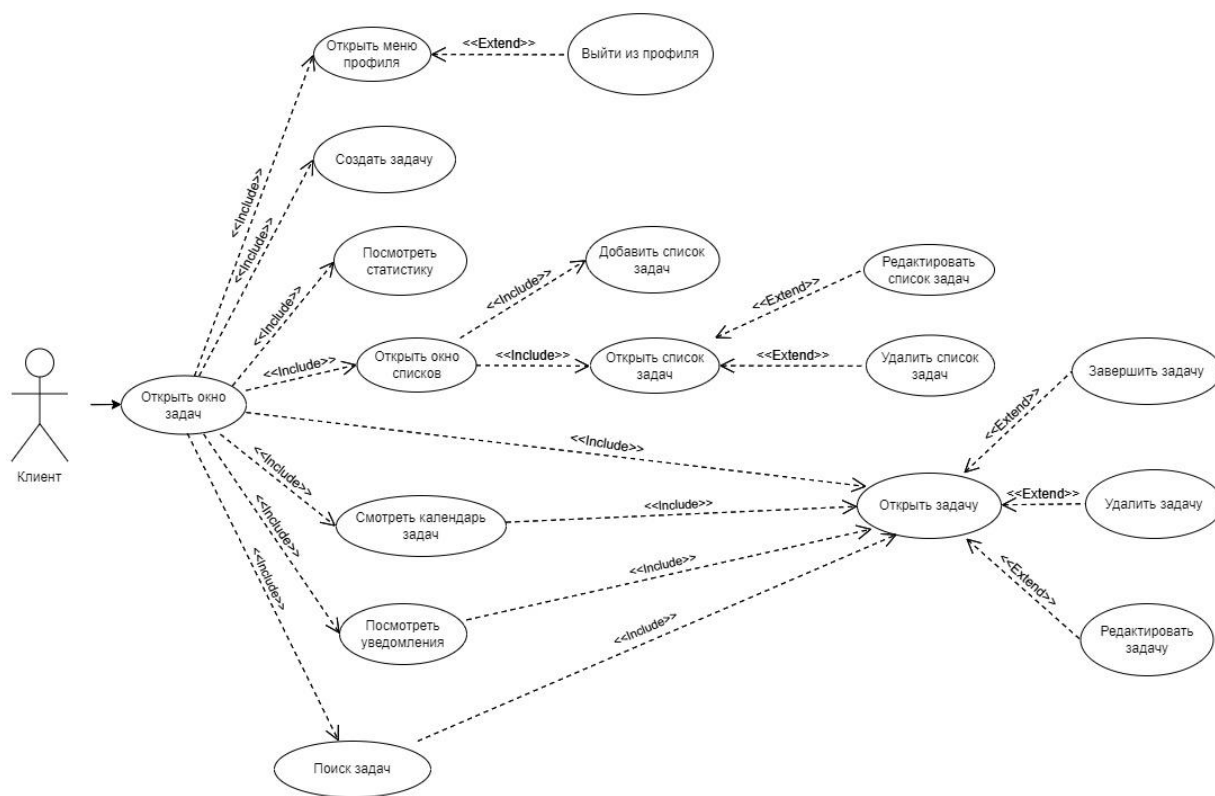 Открыть меню
профиля
<<Extend>>
Выйти из профиля
<<Include>>
Создать задачу
<<Include>>
Посмотреть
статистику
<<Include>>
Добавить список
задач
<<Include>>
Редактировать
список задач
<<Extend>>
<<Include>>
Открыть окно
списков
<<Include>>
Открыть список
задач
<<Extend>>
Удалить список
задач
Завершить задачу
<<Extend>>
Клиент
Открыть окно
задач
<<Include>>
Открыть задачу
<<Extend>>
Удалить задачу
<<Include>>
Смотреть календарь
задач
<<Include>>
<<Include>>
Посмотреть
уведомления
<<Include>>
<<Extend>>
Редактировать
задачу
<<Include>>
<<Include>>
Поиск задач